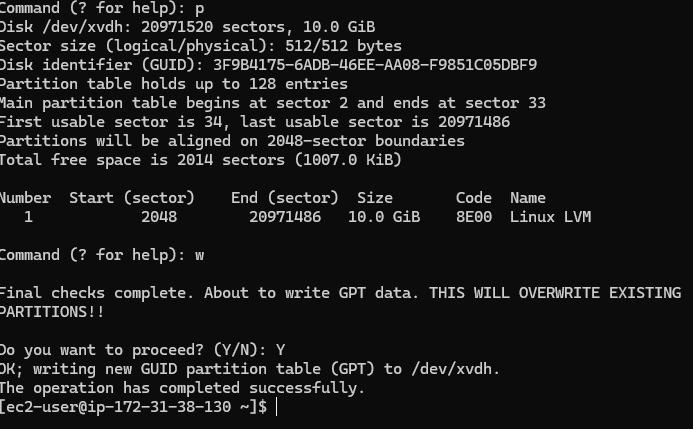 Command (? for help): p
Disk /dev/xvdh: 20971520 sectors, 10.0 GiB
Sector size (logical/physical): 512/512 bytes
Disk identifier (GUID): 3F9B4175-6ADB-46EE-AA08-F9851C05DBF9
Partition table holds up to 128 entries
Main partition table begins at sector 2 and ends at sector 33
First usable sector is 34, last usable sector is 20971486
Partitions will be aligned on 2048-sector boundaries
Total free space is 2014 sectors (1007.0 KiB)
Number  Start (sector)    End (sector)  Size       Code  Name
   1            2048        20971486   10.0 GiB    8E00  Linux LVM
Command (? for help): w
Final checks complete. About to write GPT data. THIS WILL OVERWRITE EXISTING
PARTITIONS!!
Do you want to proceed? (Y/N): Y
OK; writing new GUID partition table (GPT) to /dev/xvdh.
The operation has completed successfully.
[ec2-user@ip-172-31-38-130 ~]$